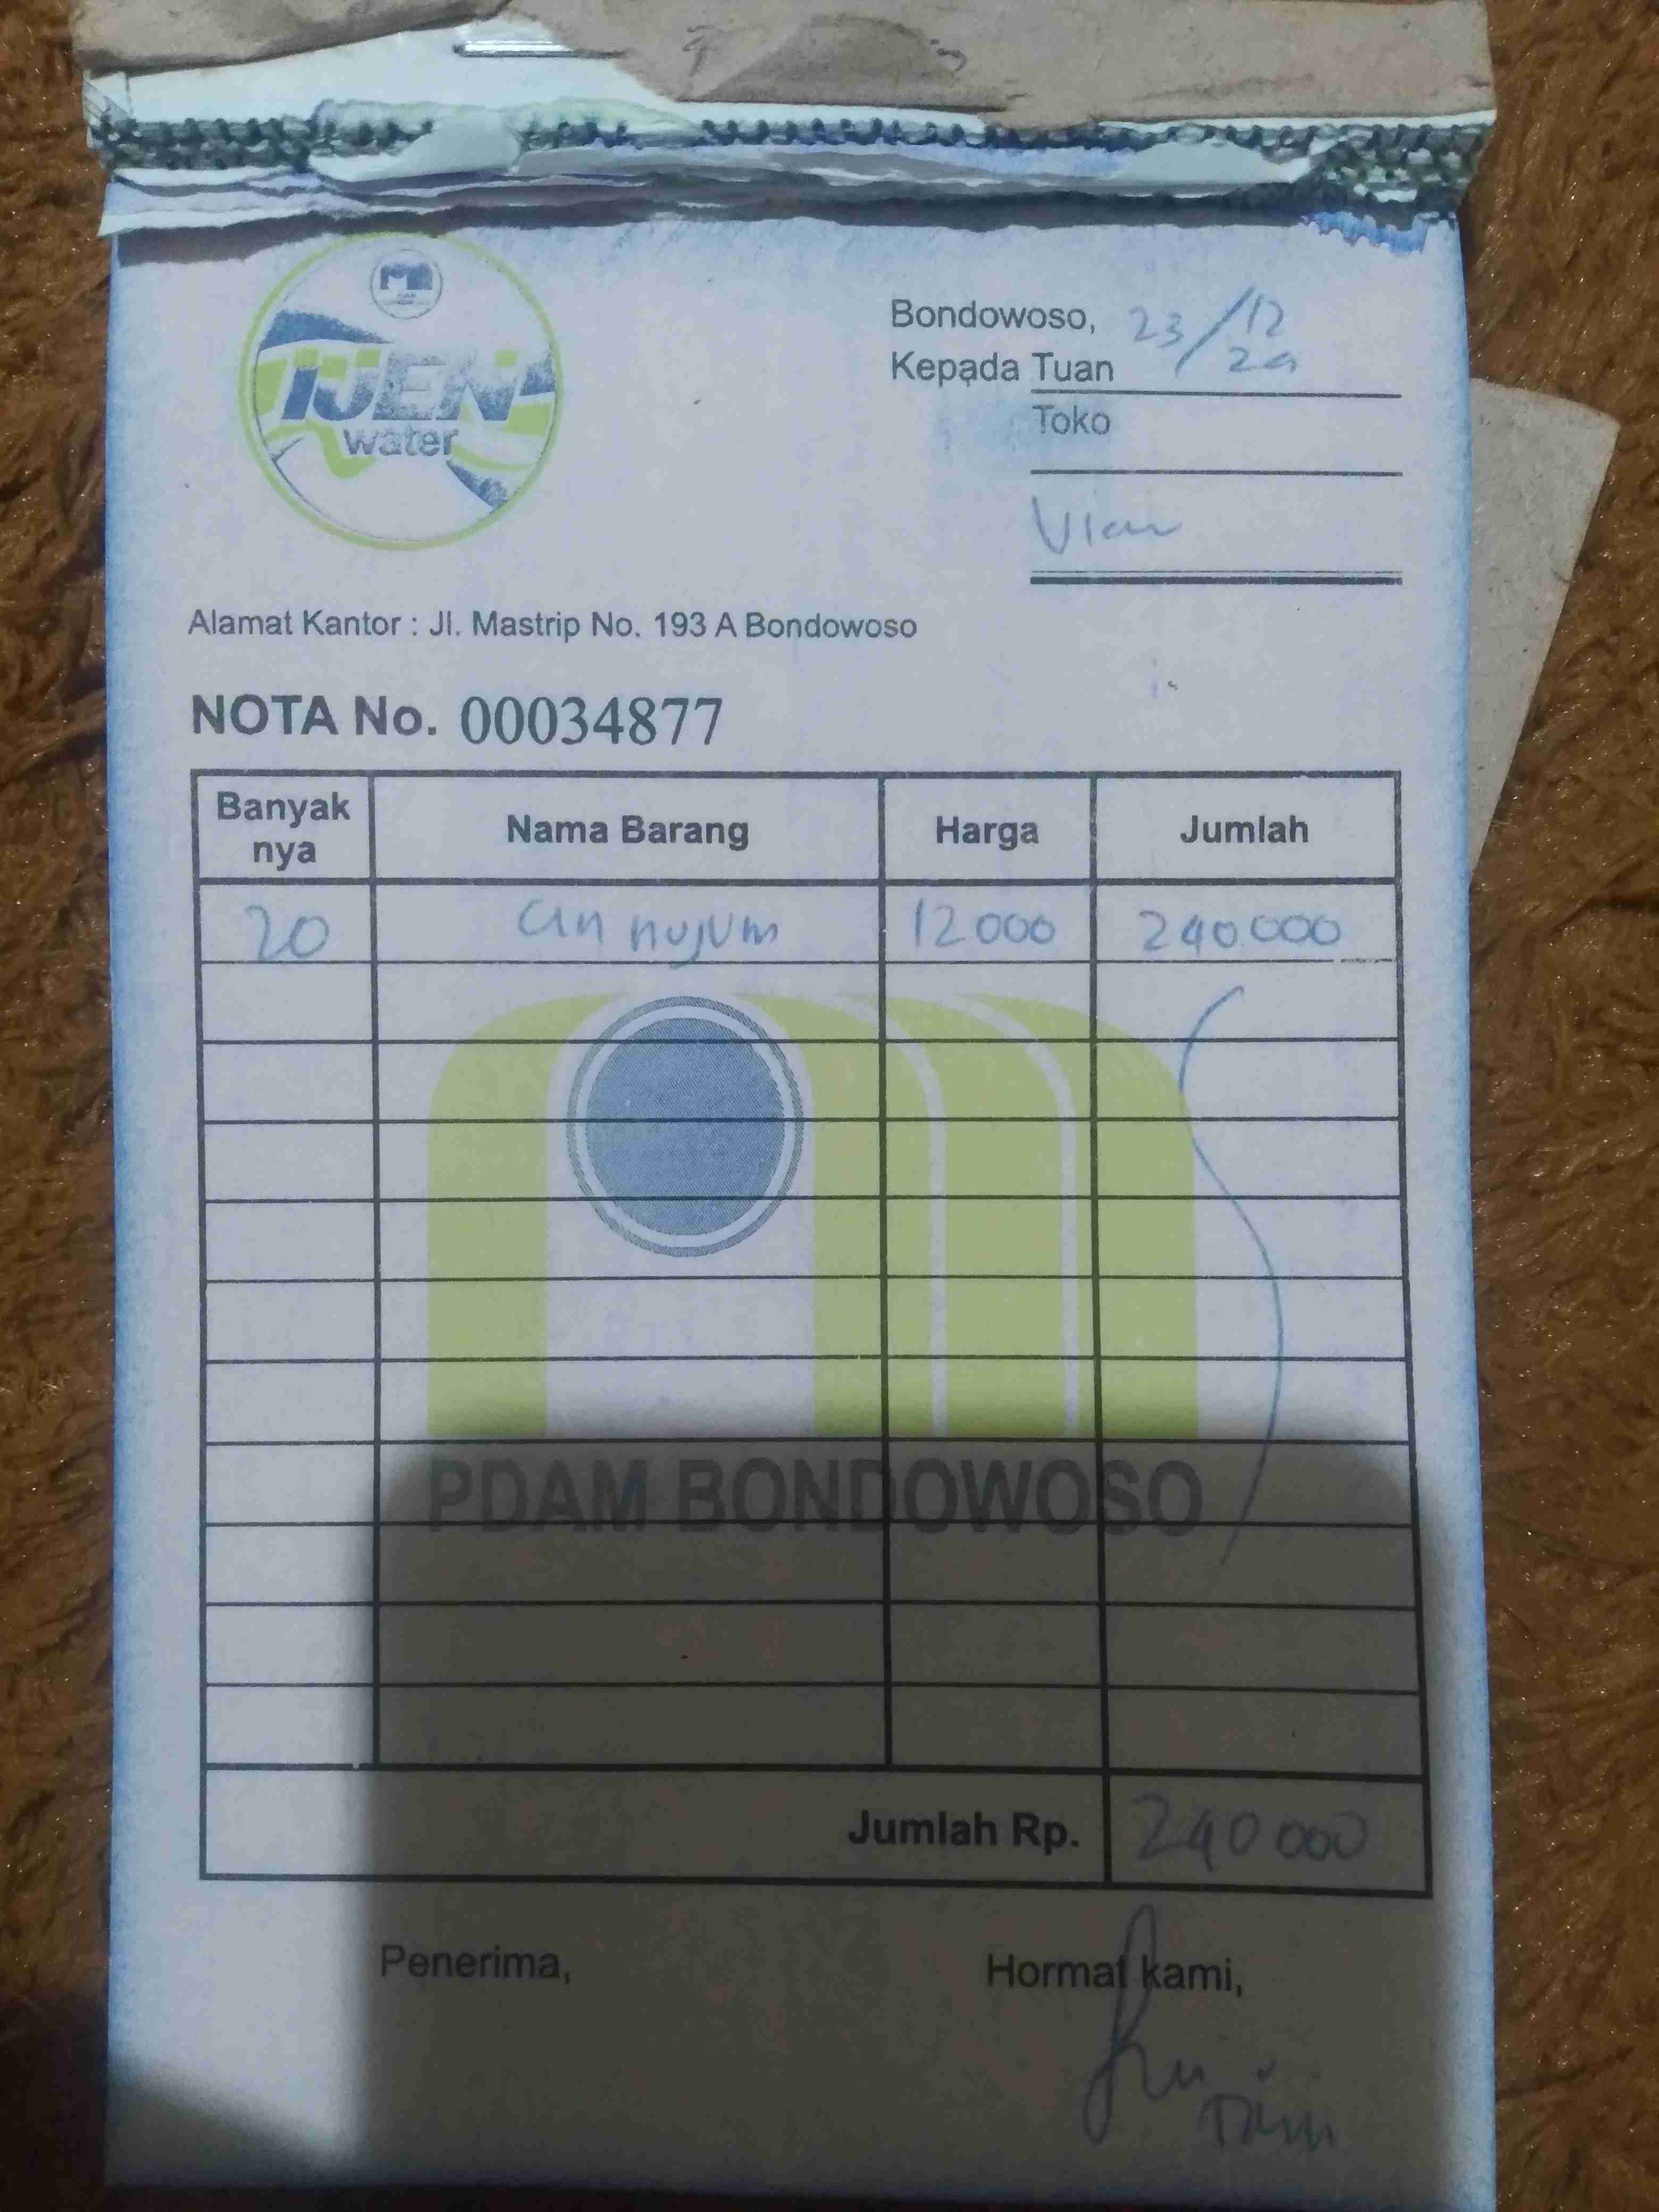 IJEN
water
Bondowoso, 23/12
Kepada Tuan 24
Toko
Vian
Alamat Kantor : Jl. Mastrip No. 193 A Bondowoso
NOTA No. 00034877
Banyak nya Nama Barang Harga Jumlah
20 an nujum 12000 240000
PDAM BONDOWOSO
Jumlah Rp. 240 000
Penerima, Hormat kami,